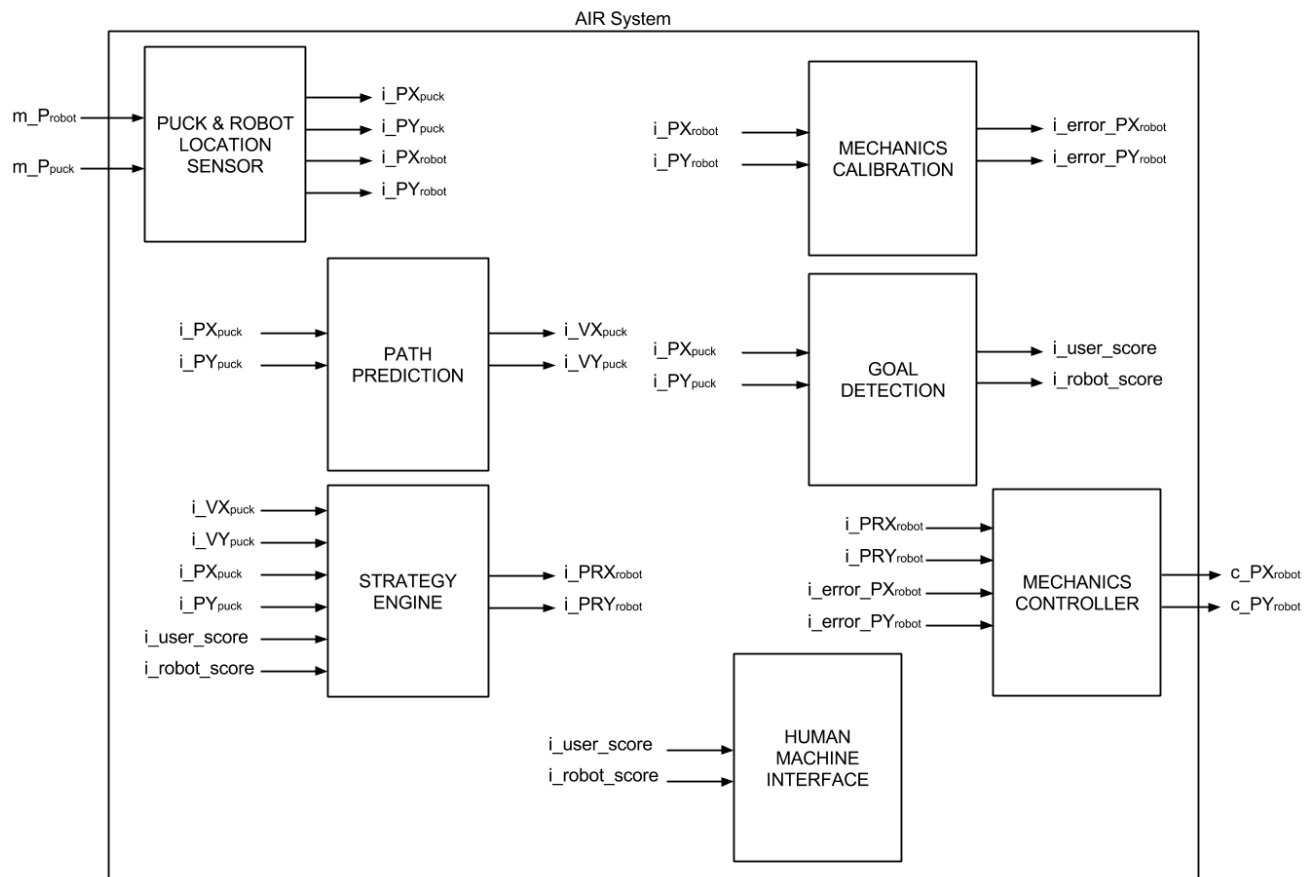 AIR System
m_Probot
m_Ppuck
PUCK & ROBOT
LOCATION
SENSOR
i_PXpuck
i_PYpuck
i_PXrobot
i_PYrobot
i_PXrobot
i_PYrobot
MECHANICS
CALIBRATION
i_error_PXrobot
i_error_PYrobot
i_PXpuck
i_PYpuck
PATH
PREDICTION
i_VXpuck
i_VYpuck
i_PXpuck
i_PYpuck
GOAL
DETECTION
i_user_score
i_robot_score
i_VXpuck
i_VYpuck
i_PXpuck
i_PYpuck
i_user_score
i_robot_score
STRATEGY
ENGINE
i_PRXrobot
i_PRYrobot
i_PRXrobot
i_PRYrobot
i_error_PXrobot
i_error_PYrobot
MECHANICS
CONTROLLER
c_PXrobot
c_PYrobot
i_user_score
i_robot_score
HUMAN
MACHINE
INTERFACE